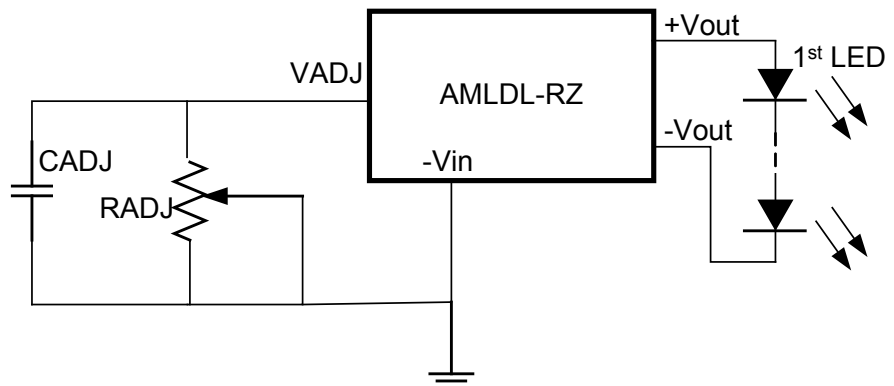 +Vout
1st LED
VADJ
AMLDL-RZ
-Vout
CADJ
-Vin
RADJ